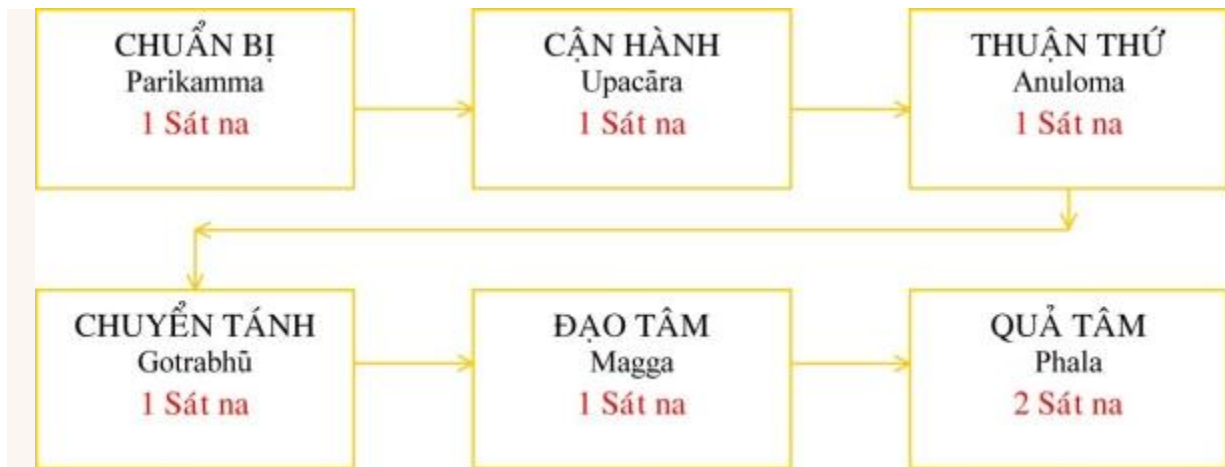 CHUẨN BỊ
Parikamma
1 Sát na
CẬN HÀNH
Upacāra
1 Sát na
THUẬN THỨ
Anuloma
1 Sát na
CHUYỂN TÁNH
Gotrabhū
1 Sát na
ĐẠO TÂM
Magga
1 Sát na
QUẢ TÂM
Phala
2 Sát na